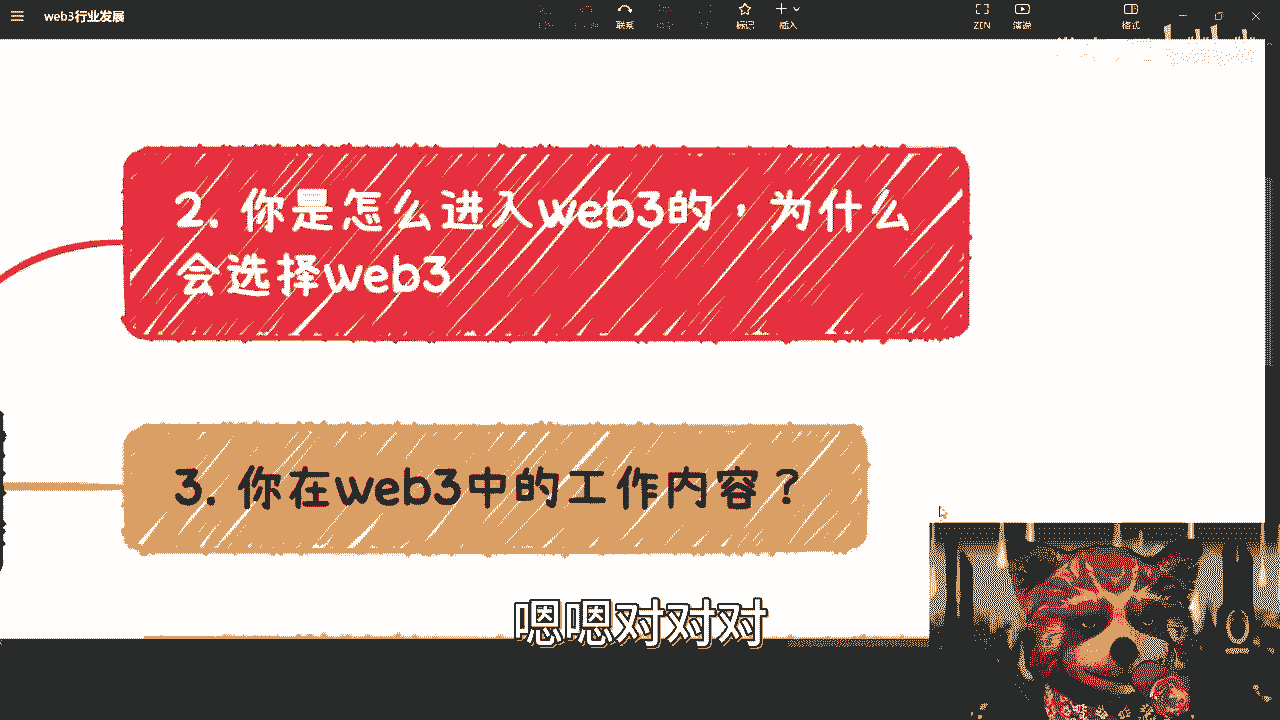 web3行业发展
联系
标记
插入
ZEN
演说
格式
2. 你是怎么进入web3的，为什么
会选择web3
3. 你在web3中的工作内容？
嗯嗯对对对